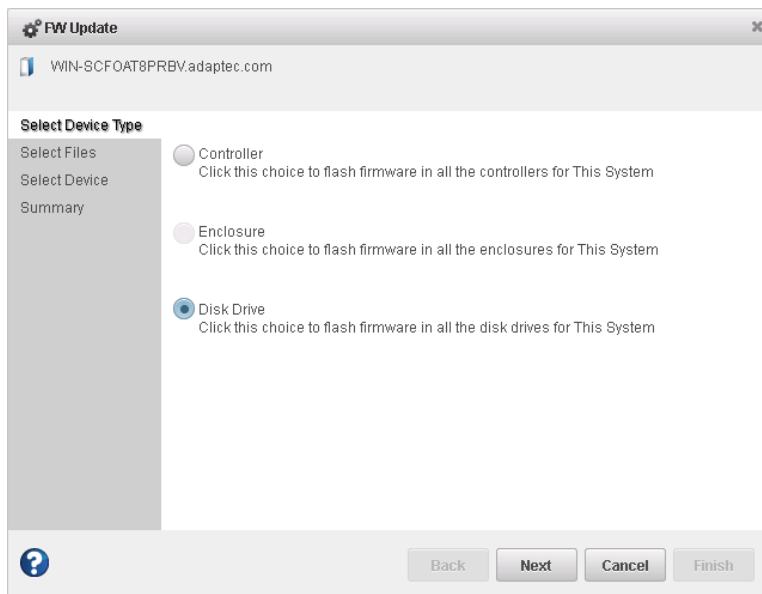 FW Update
WIN-SCFOAT8PRBV.adaptec.com
Select Device Type
Select Files
Select Device
Summary
Controller
Click this choice to flash firmware in all the controllers for This System
Enclosure
Click this choice to flash firmware in all the enclosures for This System
Disk Drive
Click this choice to flash firmware in all the disk drives for This System
?
Back
Next
Cancel
Finish